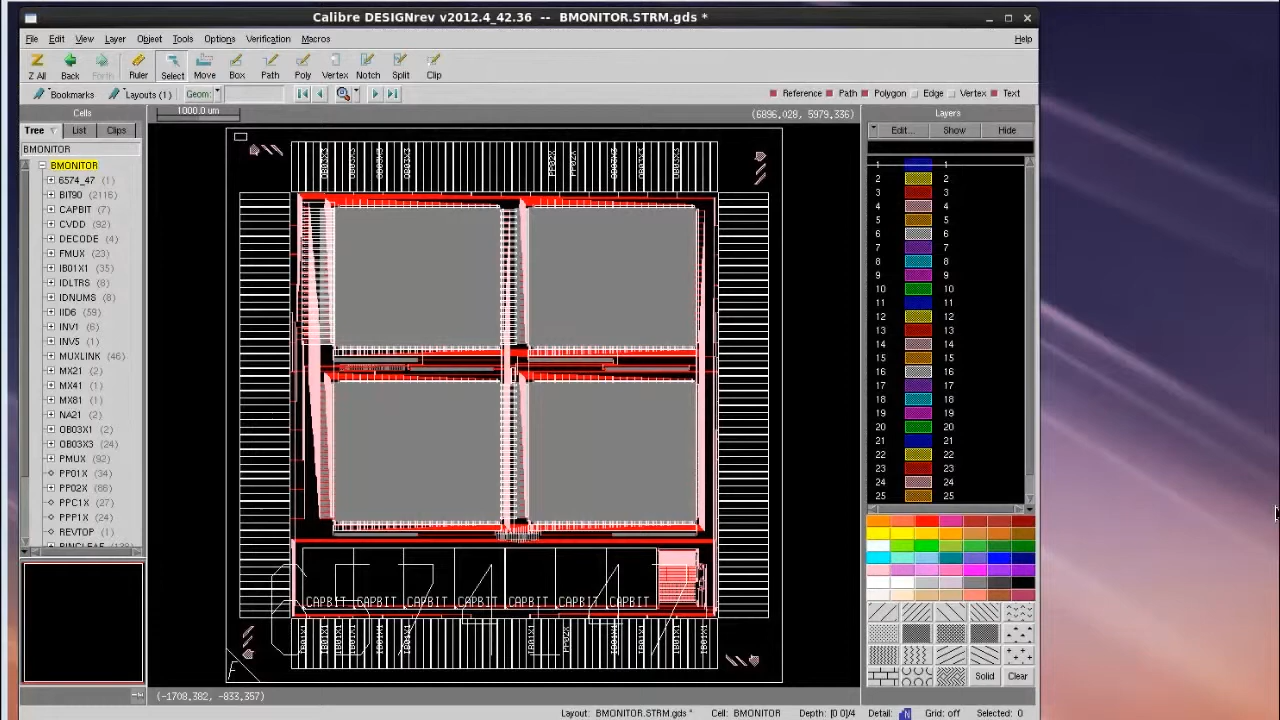 Calibre DESIGNrev v2012.4_42.36 -- BMONITOR.STRM.gds *
File Edit View Layer Object Tools Options Verification Macros Help
Z All Back Forth Ruler Select Move Box Path Poly Vertex Notch Split Clip
Bookmarks Layouts (1) Geom: Reference Path Polygon Edge Vertex Text
Cells 1000.0 um (6896.028, 5979.336) Layers
Tree List Clips Edit... Show Hide
BMONITOR
BMONITOR
6574_47 (1)
BIT90 (2116)
CAPBIT (7)
CVDD (92)
DECODE (4)
FMUX (23)
IB01X1 (35)
IDLTRS (8)
IDNUMS (8)
IID6 (59)
INV1 (6)
INV5 (1)
MUXLINK (46)
MX21 (2)
MX41 (1)
MX81 (1)
NA21 (2)
OB03X1 (2)
OB03X3 (24)
PMUX (92)
PP01X (34)
PP02X (66)
PPC1X (27)
PPP1X (24)
REVTOP (1)
PP02X
PP02X
CAPBIT CAPBIT CAPBIT CAPBIT CAPBIT CAPBIT CAPBIT
IB01X1
PP02X
F
1 1
2 2
3 3
4 4
5 5
6 6
7 7
8 8
9 9
10 10
11 11
12 12
13 13
14 14
15 15
16 16
17 17
18 18
19 19
20 20
21 21
22 22
23 23
24 24
25 25
Solid Clear
(-1708.382, -833.357)
Layout: BMONITOR.STRM.gds * Cell: BMONITOR Depth: [0 0]/4 Detail: Grid: off Selected: 0